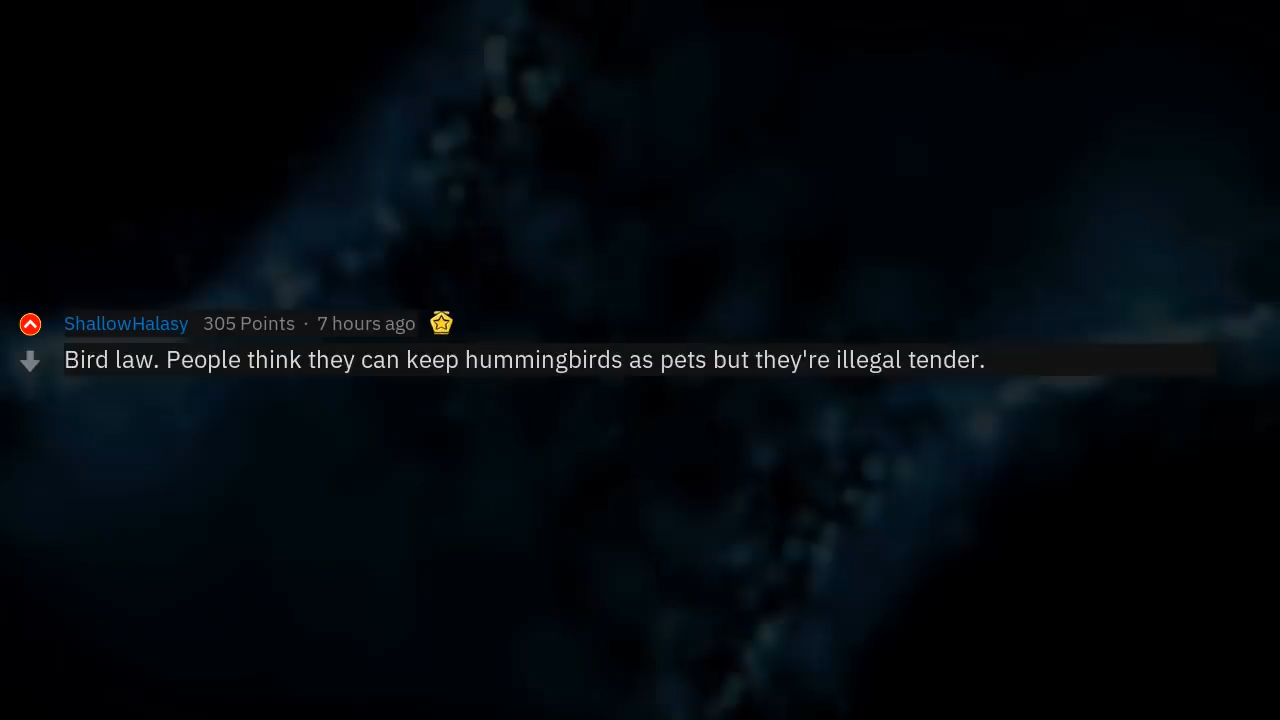 ShallowHalasy 305 Points · 7 hours ago
Bird law. People think they can keep hummingbirds as pets but they're illegal tender.